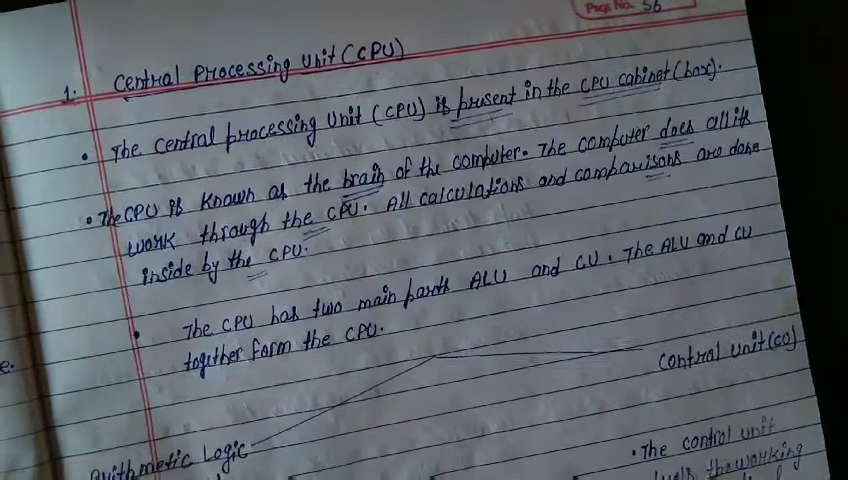 Page No. 56
1. Central Processing Unit (CPU)
• The Central processing Unit (CPU) is present in the CPU cabinet (box).
• The CPU is known as the brain of the computer. The computer does all its
work through the CPU. All calculations and comparisons are done
inside by the CPU.
• The CPU has two main parts ALU and CU. The ALU and CU
together form the CPU.
e.
Control unit (CO)
Arithmetic Logic
• The control unit
the working